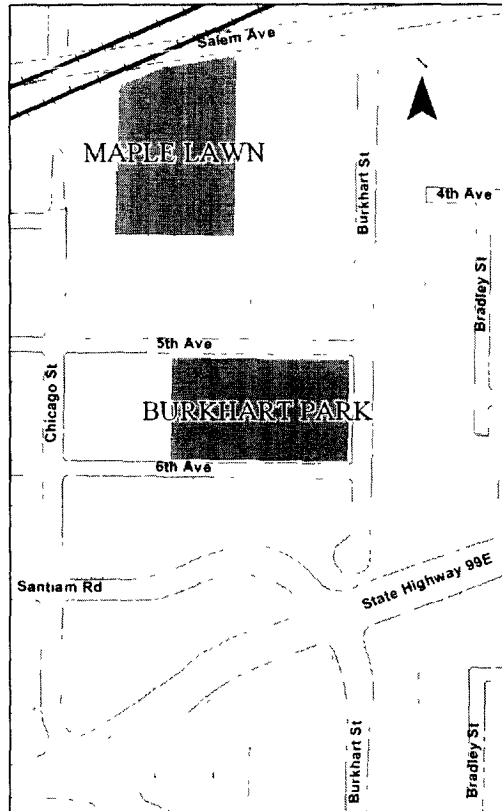 Salem Ave
MAPLE LAWN
Burkhart St
4th Ave
Bradley St
5th Ave
Chicago St
BURKHART PARK
6th Ave
Santiam Rd
State Highway 99E
Burkhart St
Bradley St